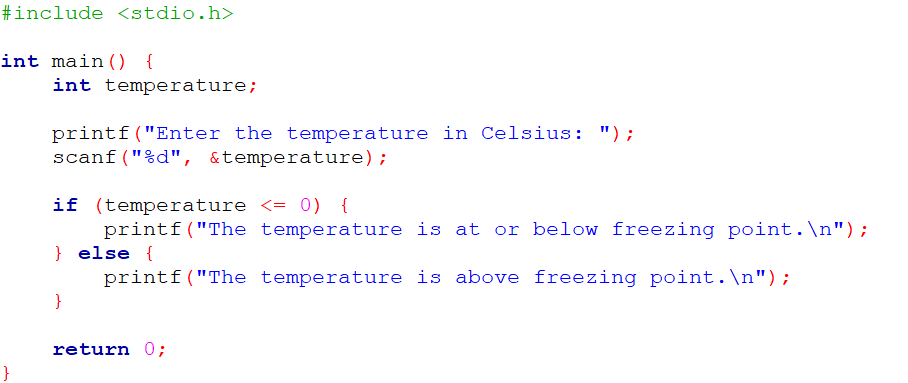 #include <stdio.h>

int main() {
    int temperature;

    printf("Enter the temperature in Celsius: ");
    scanf("%d", &temperature);

    if (temperature <= 0) {
        printf("The temperature is at or below freezing point.\n");
    } else {
        printf("The temperature is above freezing point.\n");
    }

    return 0;
}